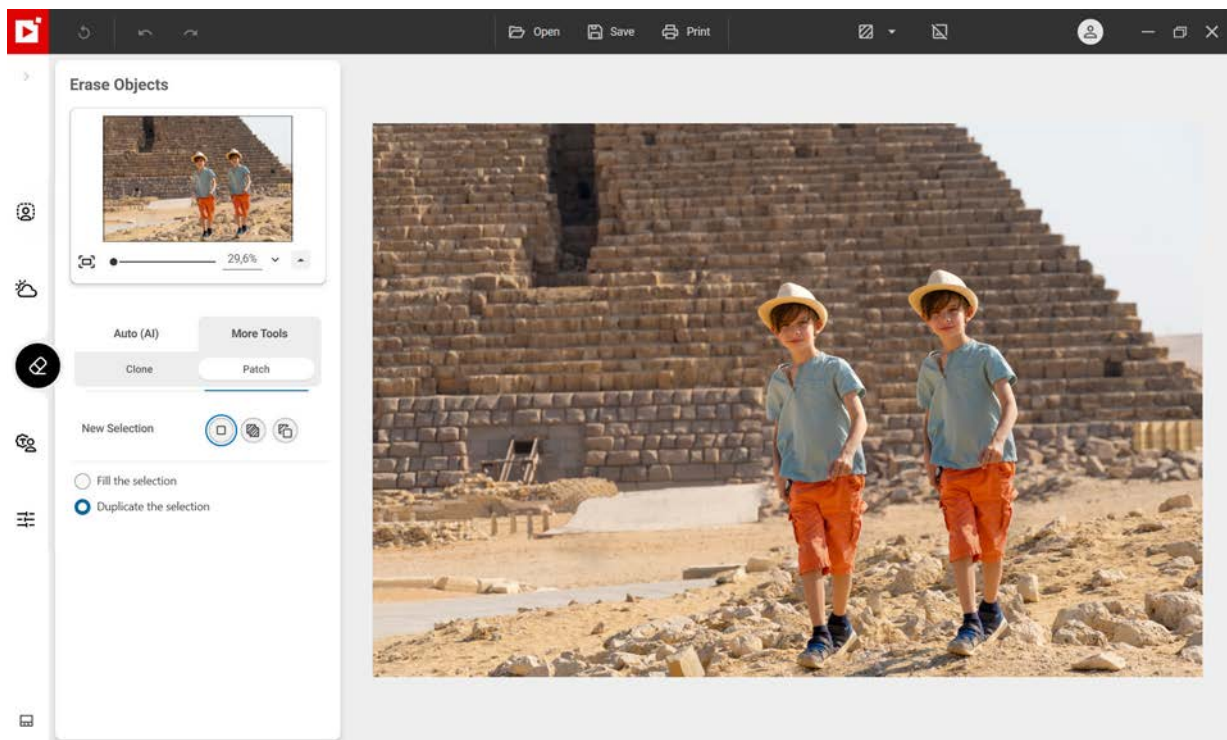 Open Save Print
Erase Objects
29,6%
Auto (AI) More Tools
Clone Patch
New Selection
Fill the selection
Duplicate the selection